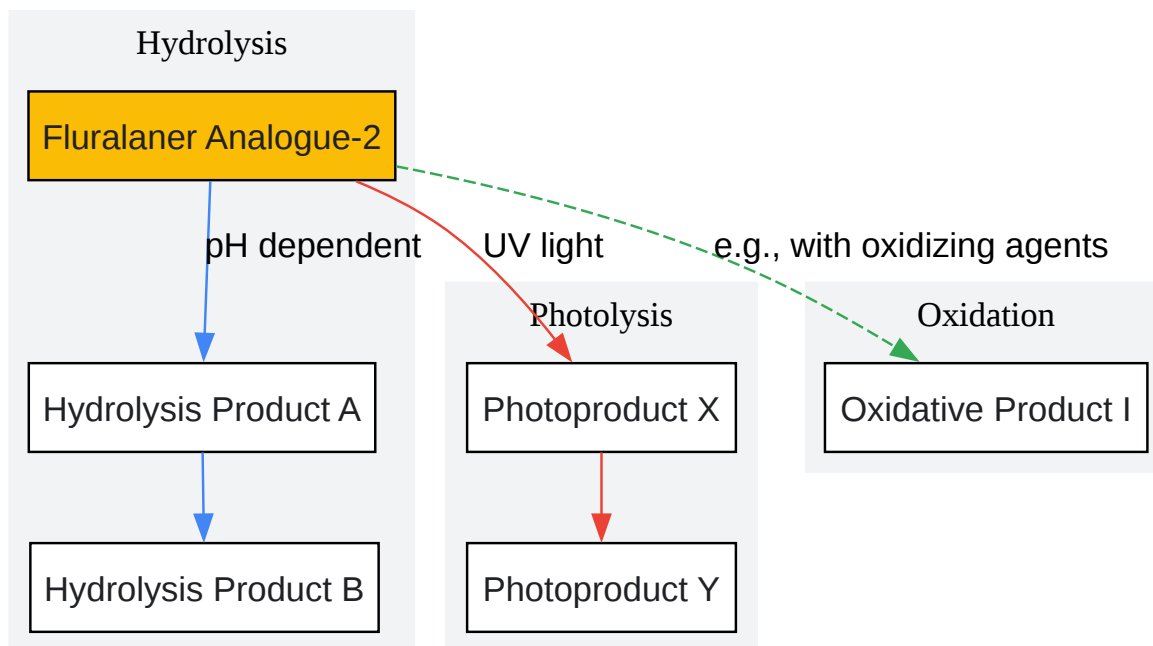 Hydrolysis
Fluralaner Analogue-2
pH dependent
UV light
e.g., with oxidizing agents
Photolysis
Oxidation
Hydrolysis Product A
Photoproduct X
Oxidative Product I
Hydrolysis Product B
Photoproduct Y